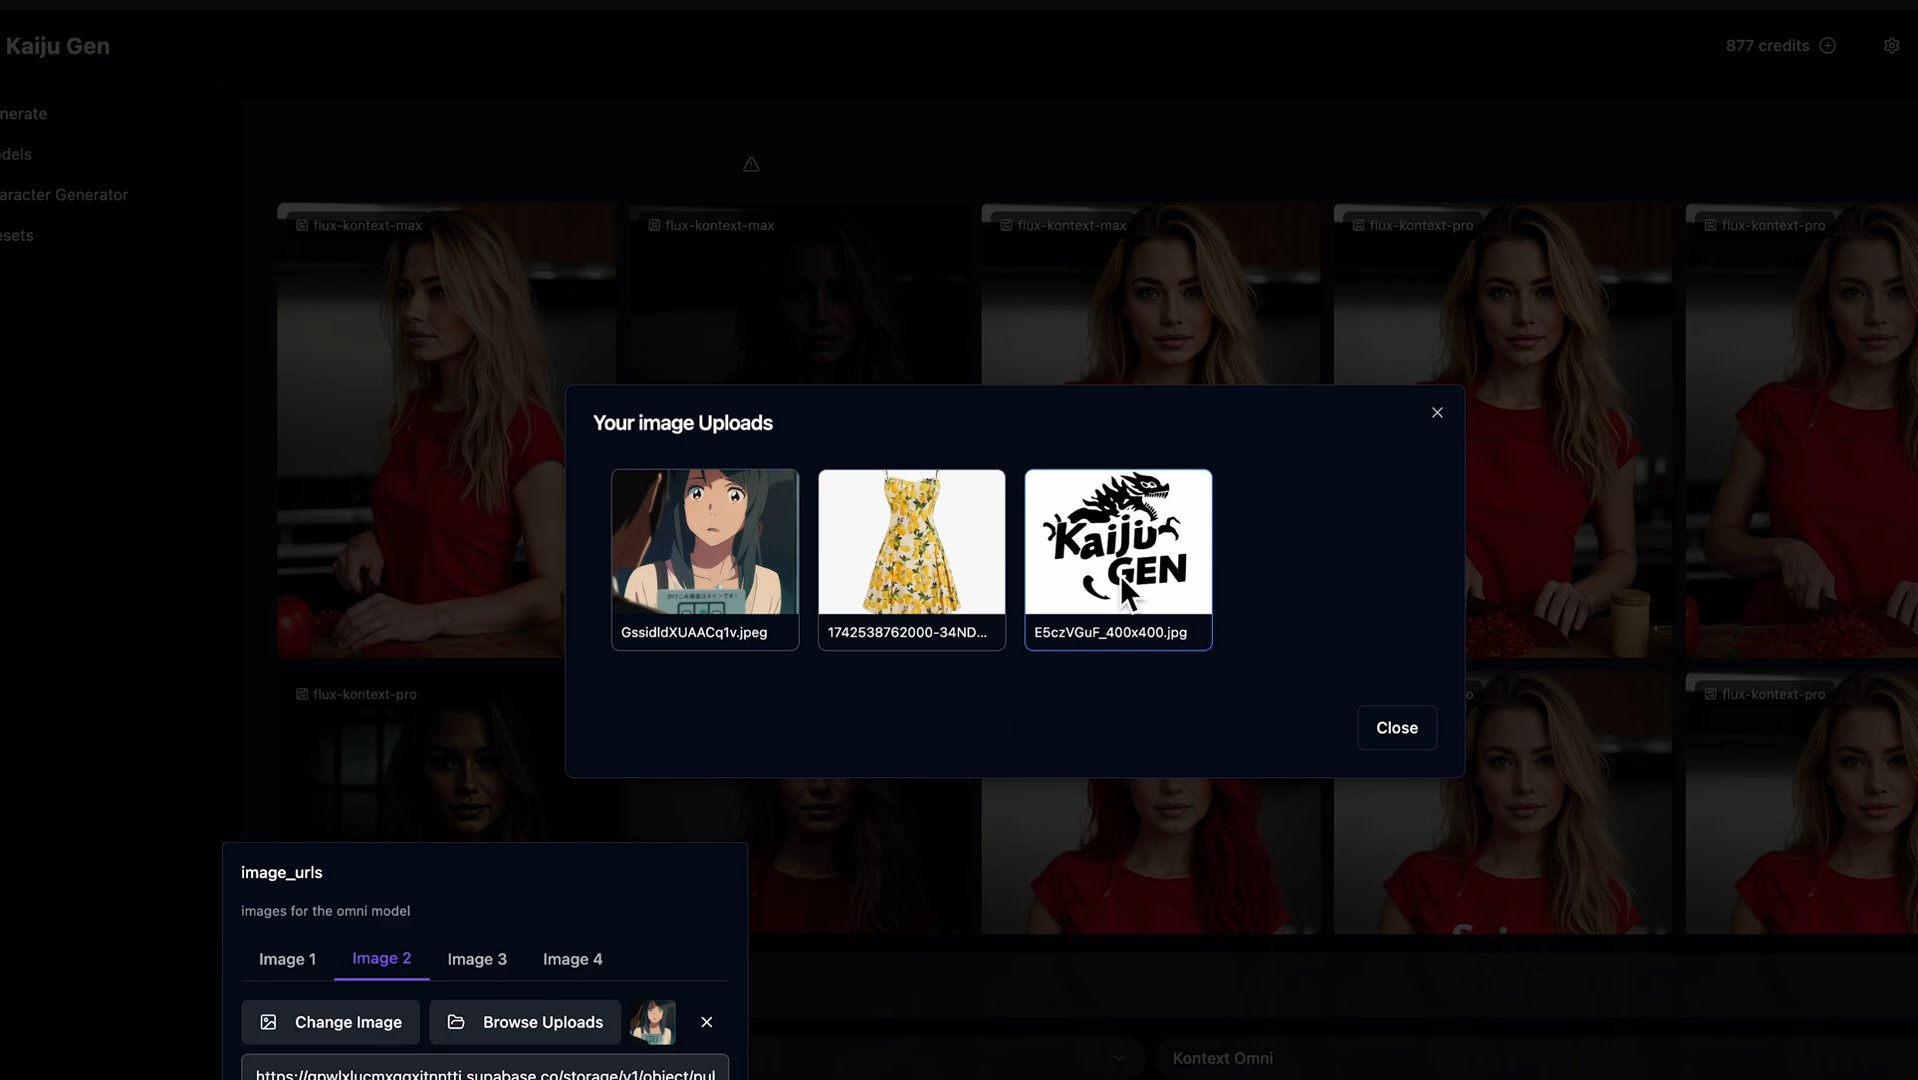 Kaiju Gen
877 credits
nerate
dels
aracter Generator
esets
flux-kontext-max
flux-kontext-max
flux-kontext-max
flux-kontext-pro
flux-kontext-pro
Your image Uploads
Kaiju
GEN
GssidIdXUAACq1v.jpeg
1742538762000-34ND...
E5czVGuF_400x400.jpg
flux-kontext-pro
o
flux-kontext-pro
Close
image_urls
images for the omni model
Image 1
Image 2
Image 3
Image 4
Change Image
Browse Uploads
Kontext Omni